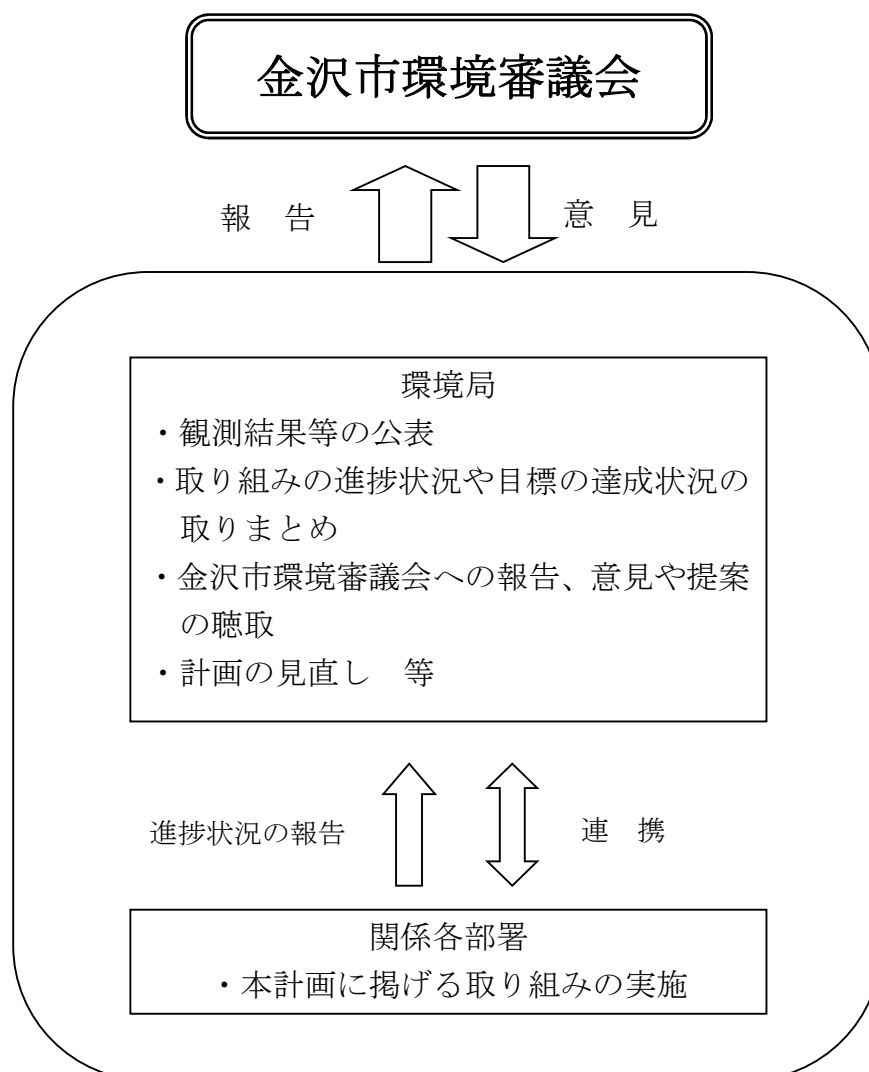 金沢市環境審議会
報　告
意　見
環境局
・観測結果等の公表
・取り組みの進捗状況や目標の達成状況の
取りまとめ
・金沢市環境審議会への報告、意見や提案
の聴取
・計画の見直し　等
進捗状況の報告
連　携
関係各部署
・本計画に掲げる取り組みの実施